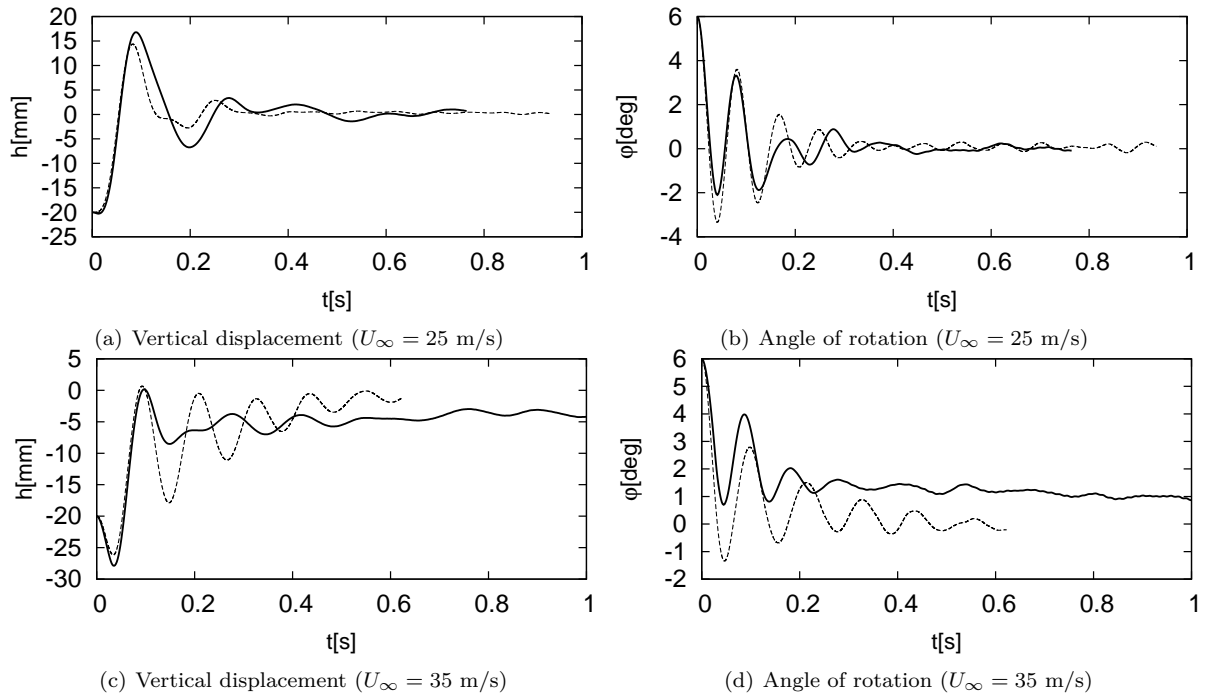 20
15
10
5
0
-5
-10
-15
-20
-25
h[mm]
0 0.2 0.4 0.6 0.8 1
t[s]
(a) Vertical displacement (U∞ = 25 m/s)
6
4
2
0
-2
-4
φ[deg]
0 0.2 0.4 0.6 0.8 1
t[s]
(b) Angle of rotation (U∞ = 25 m/s)
5
0
-5
-10
-15
-20
-25
-30
h[mm]
0 0.2 0.4 0.6 0.8 1
t[s]
(c) Vertical displacement (U∞ = 35 m/s)
6
5
4
3
2
1
0
-1
-2
φ[deg]
0 0.2 0.4 0.6 0.8 1
t[s]
(d) Angle of rotation (U∞ = 35 m/s)